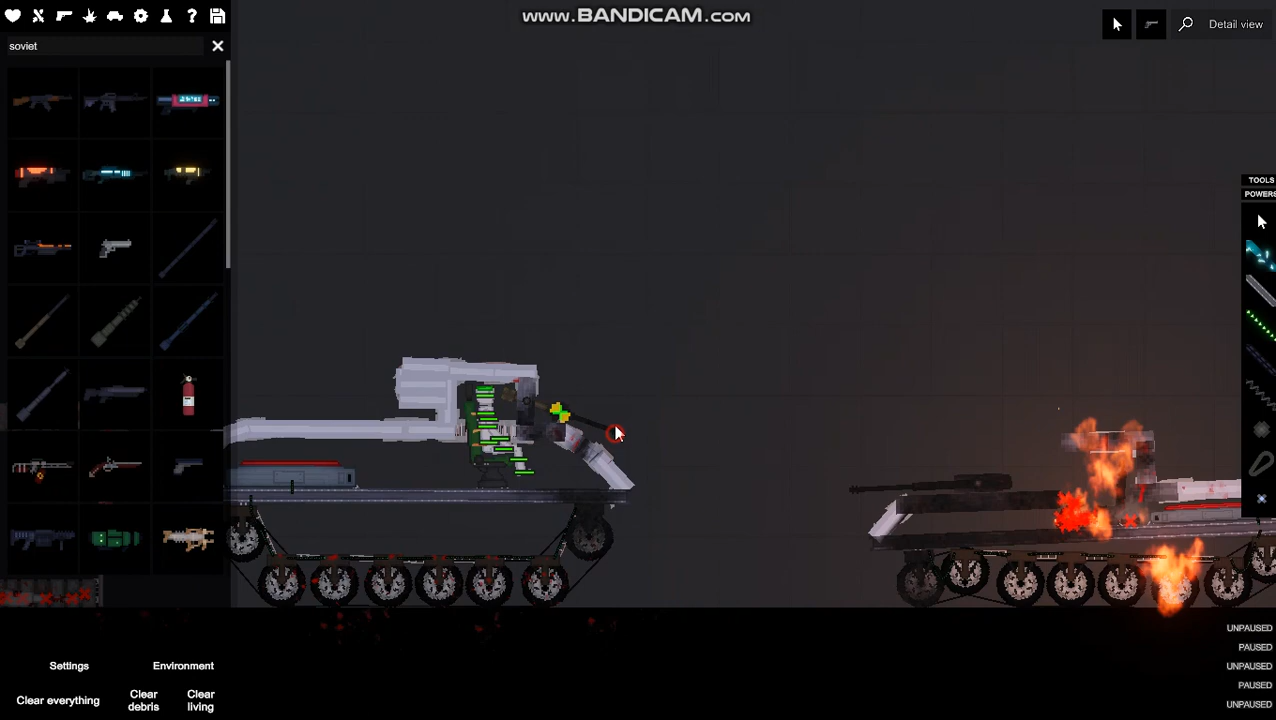 www.BANDICAM.com
Detail view
soviet
TOOLS
POWERS
Settings
Environment
Clear everything
Clear debris
Clear living
UNPAUSED
PAUSED
UNPAUSED
PAUSED
UNPAUSED